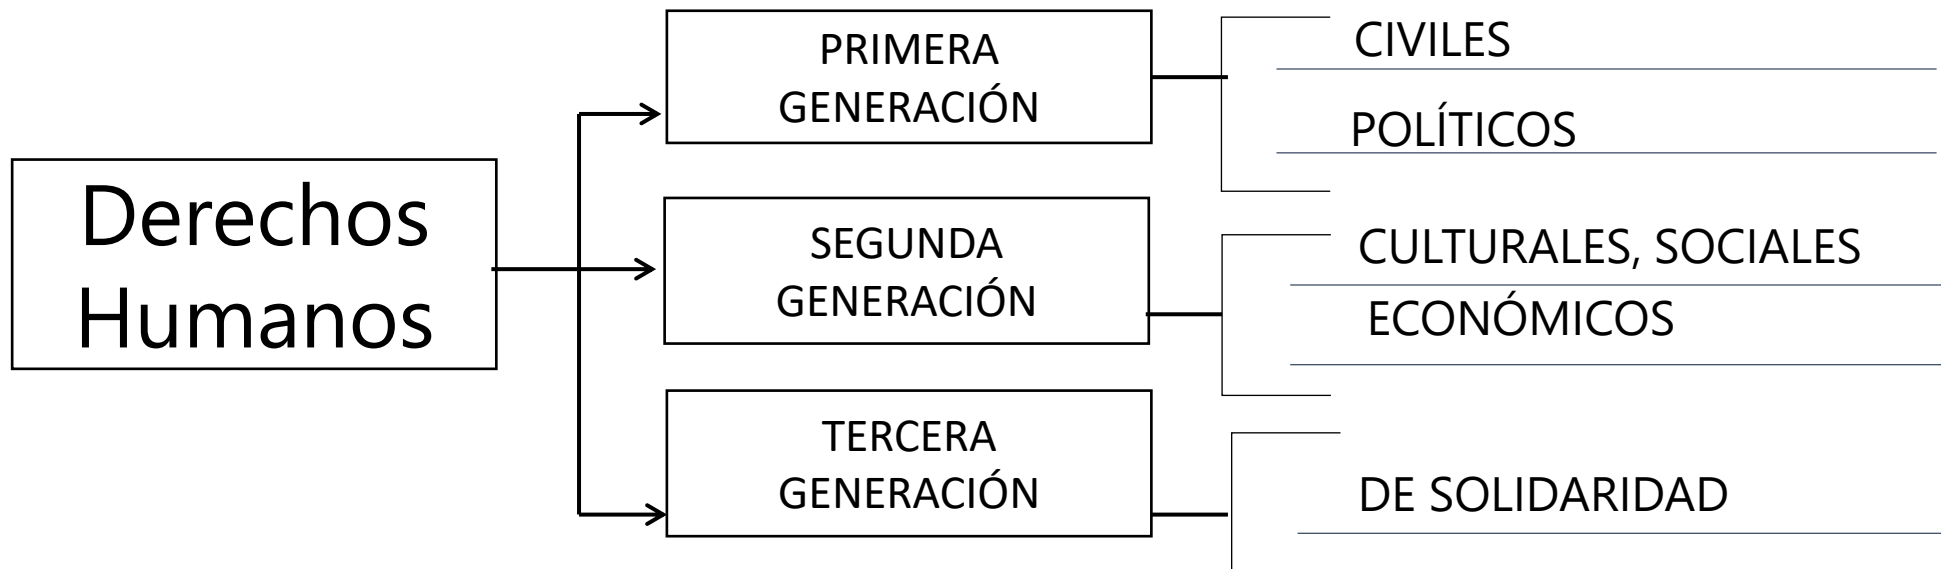 Derechos
Humanos
PRIMERA
GENERACIÓN
CIVILES
POLÍTICOS
SEGUNDA
GENERACIÓN
CULTURALES, SOCIALES
ECONÓMICOS
TERCERA
GENERACIÓN
DE SOLIDARIDAD